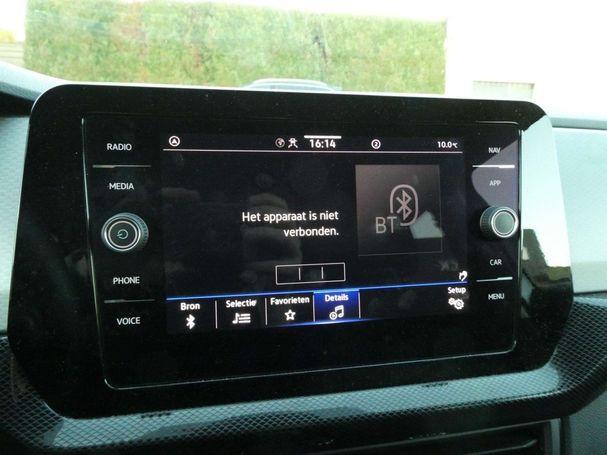 RADIO
MEDIA
PHONE
VOICE
16:14
2
10.0°C
Het apparaat is niet
verbonden.
BT
Bron
Selectie
Favorieten
Details
Setup
NAV
APP
CAR
MENU